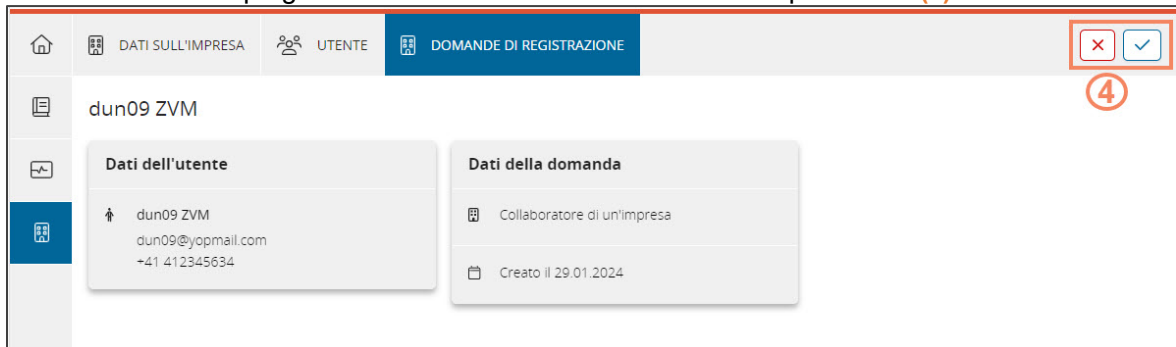 DATI SULL'IMPRESA UTENTE DOMANDE DI REGISTRAZIONE
4
dun09 ZVM
Dati dell'utente
dun09 ZVM
dun09@yopmail.com
+41 412345634
Dati della domanda
Collaboratore di un'impresa
Creato il 29.01.2024